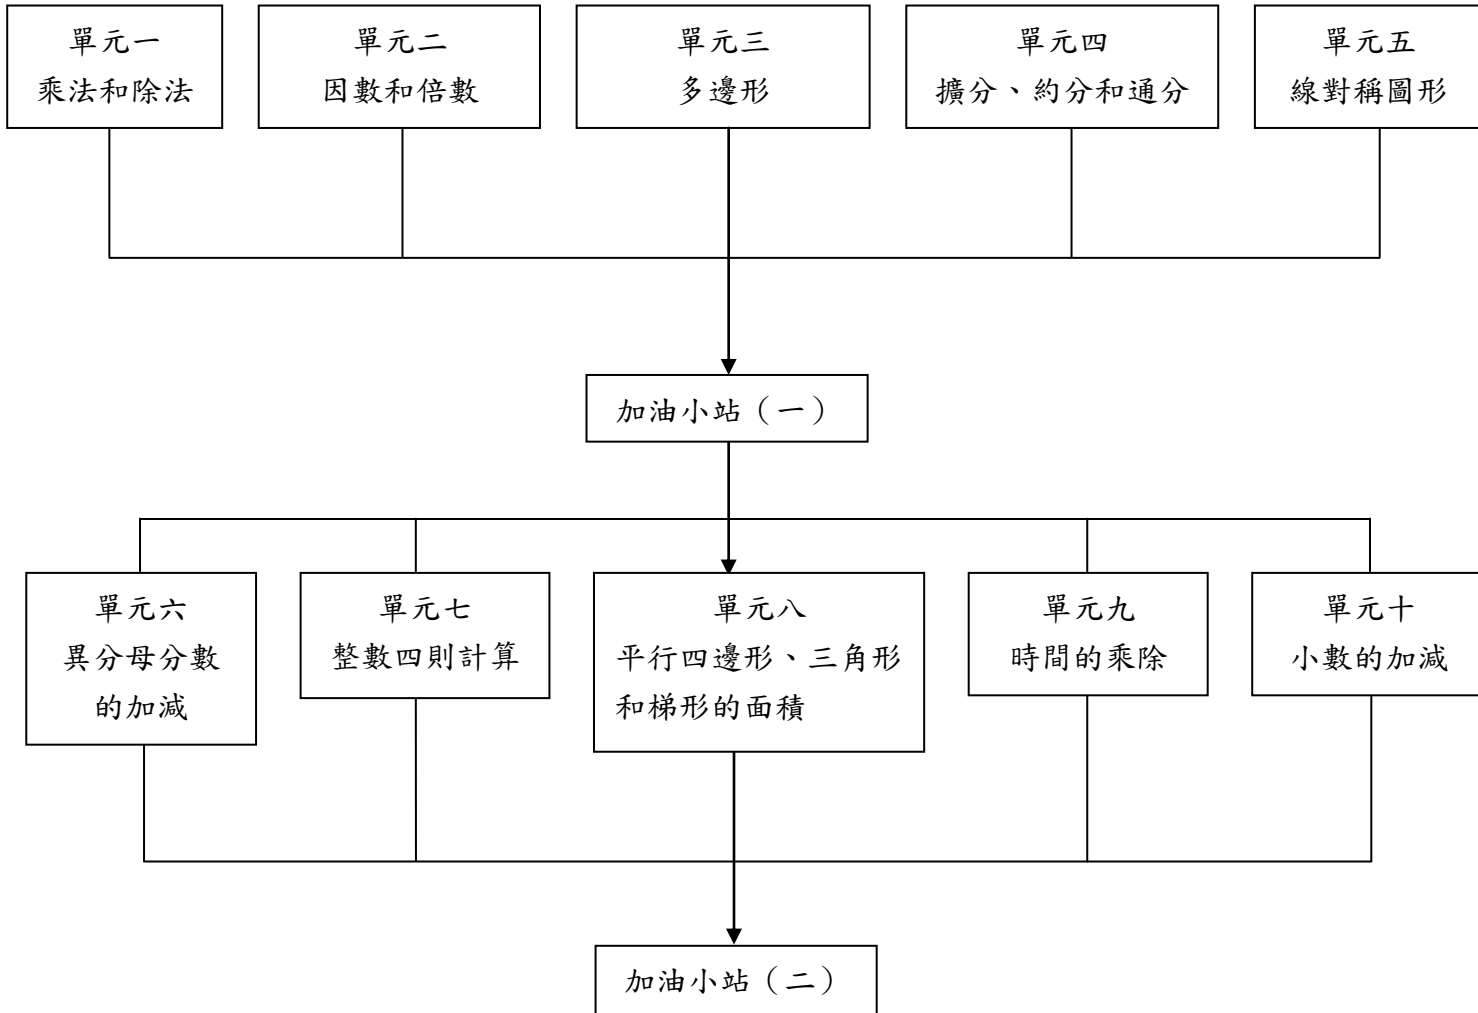 單元一
乘法和除法
單元二
因數和倍數
單元三
多邊形
單元四
擴分、約分和通分
單元五
線對稱圖形
加油小站（一）
單元六
異分母分數
的加減
單元七
整數四則計算
單元八
平行四邊形、三角形
和梯形的面積
單元九
時間的乘除
單元十
小數的加減
加油小站（二）